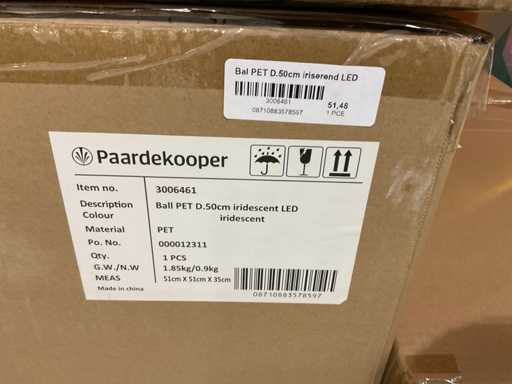 Bal PET D.50cm iriserend LED
3006461
51,48
08710883578597
1 PCE
Paardekooper
Item no. 3006461
Description Ball PET D.50cm iridescent LED
Colour iridescent
Material PET
Po. No. 000012311
Qty. 1 PCS
G.W./N.W 1.85kg/0.9kg
MEAS 51cm X 51cm X 35cm
Made in china
08710883578597